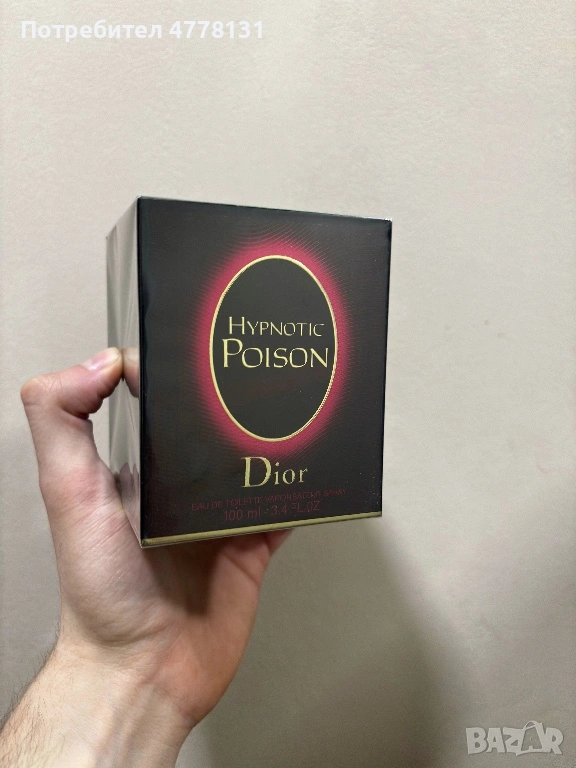 Потребител 4778131
HYPNOTIC
POISON
Dior
EAU DE TOILETTE VAPORISATEUR SPRAY
100 ml - 3.4 FL.OZ
BAZAR